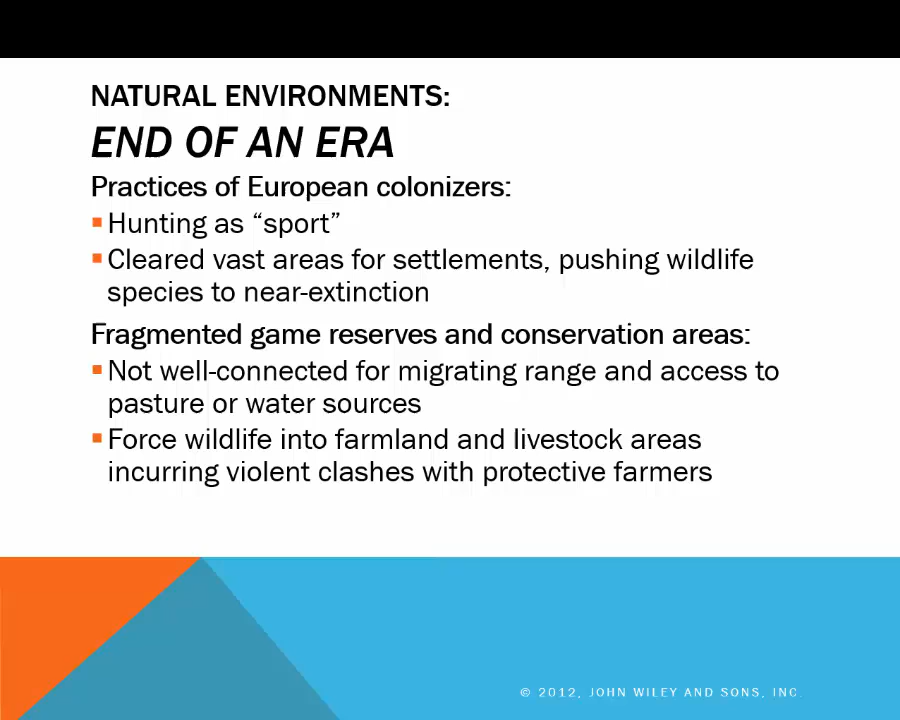 NATURAL ENVIRONMENTS:
END OF AN ERA
Practices of European colonizers:
▪Hunting as “sport”
▪Cleared vast areas for settlements, pushing wildlife
species to near-extinction
Fragmented game reserves and conservation areas:
▪Not well-connected for migrating range and access to
pasture or water sources
▪Force wildlife into farmland and livestock areas
incurring violent clashes with protective farmers
© 2012, JOHN WILEY AND SONS, INC.